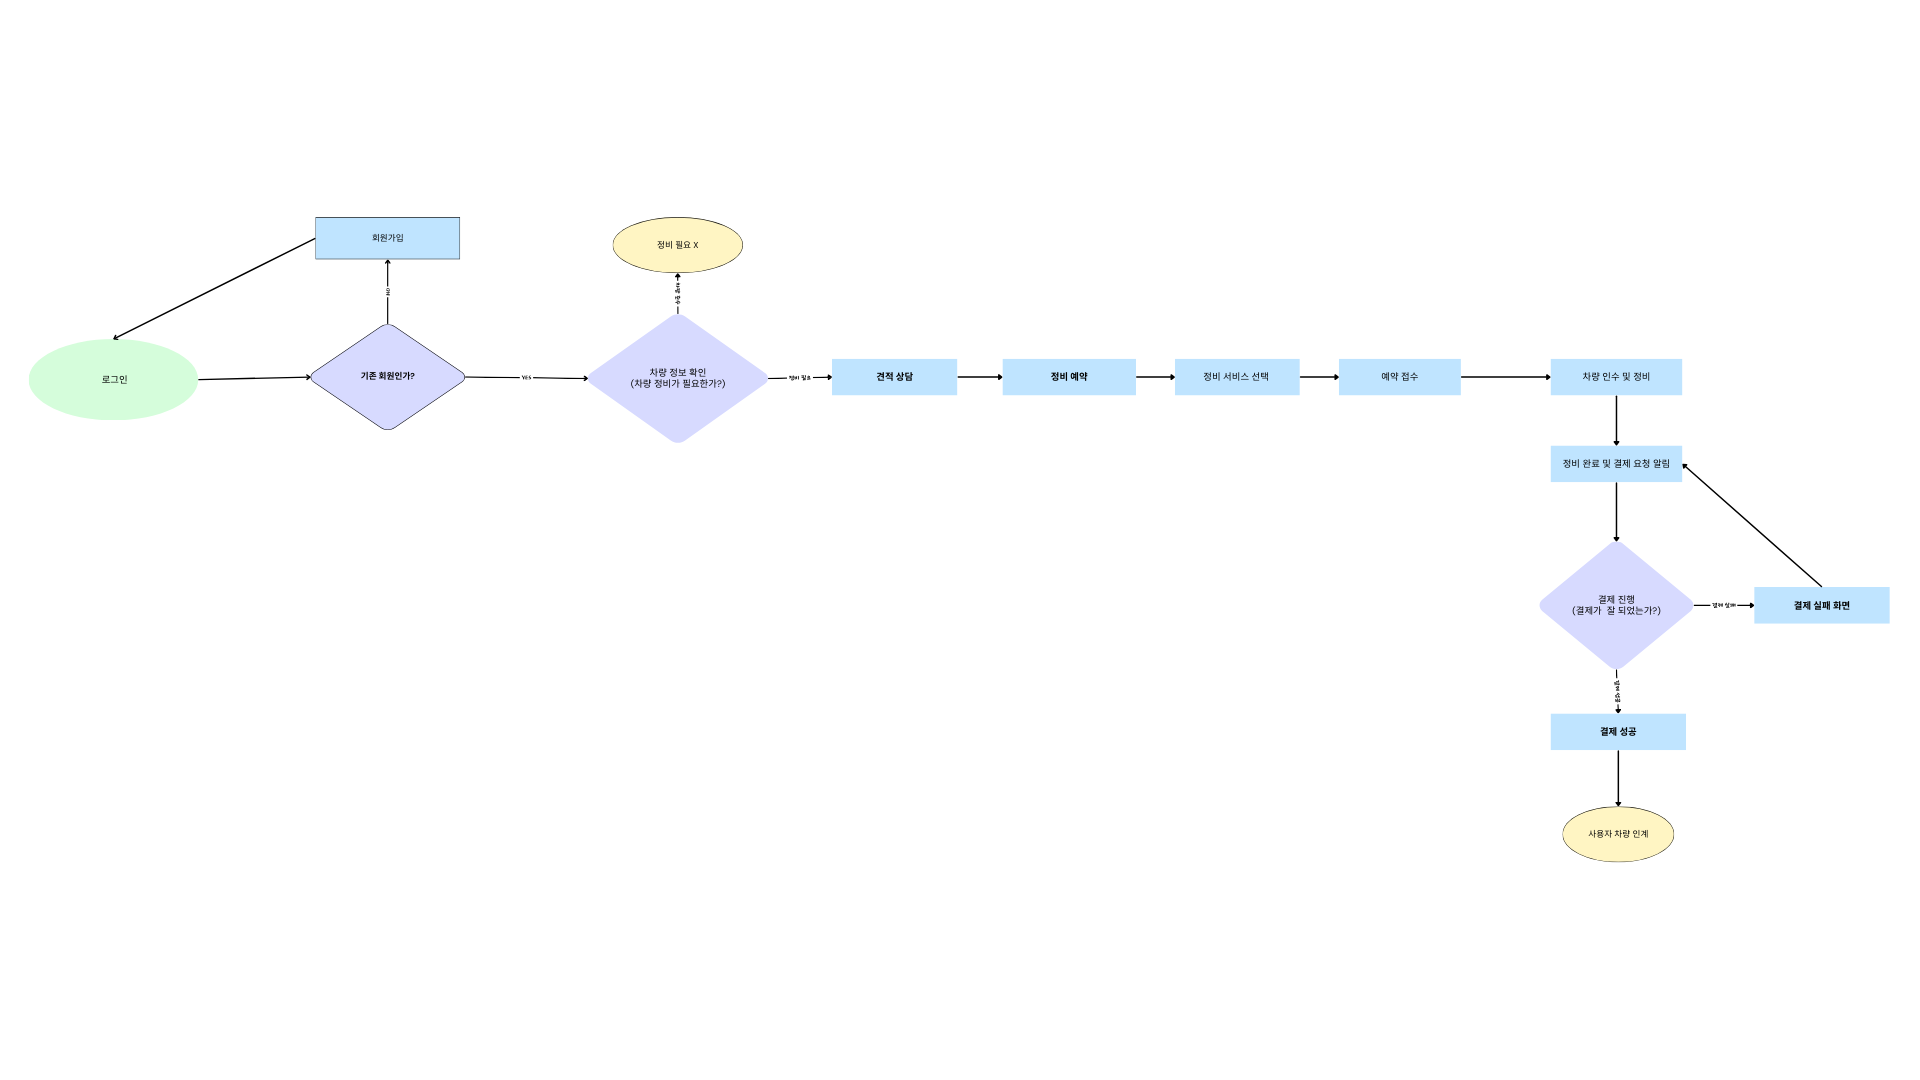 회원가입
정비 필요 X
NO
로그인
기존 회원인가?
YES
차량 정보 확인
(차량 정비가 필요한가?)
정비 필요
견적 상담
정비 예약
정비 서비스 선택
예약 접수
차량 인수 및 정비
정비 완료 및 결제 요청 알림
결제 진행
(결제가  잘 되었는가?)
결제 실패
결제 실패 화면
결제 성공
결제 성공
사용자 차량 인계